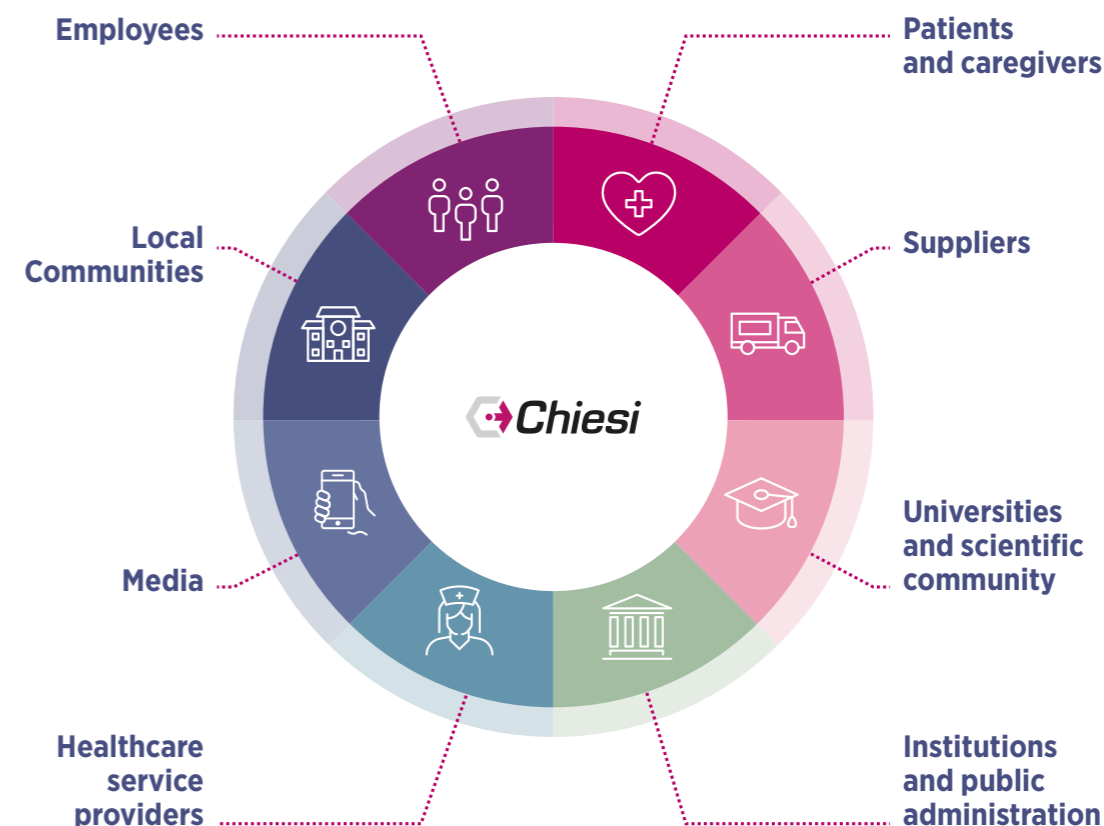 Employees
Patients
and caregivers
Local
Communities
Suppliers
Chiesi
Universities
and scientific
community
Media
Healthcare
service
providers
Institutions
and public
administration